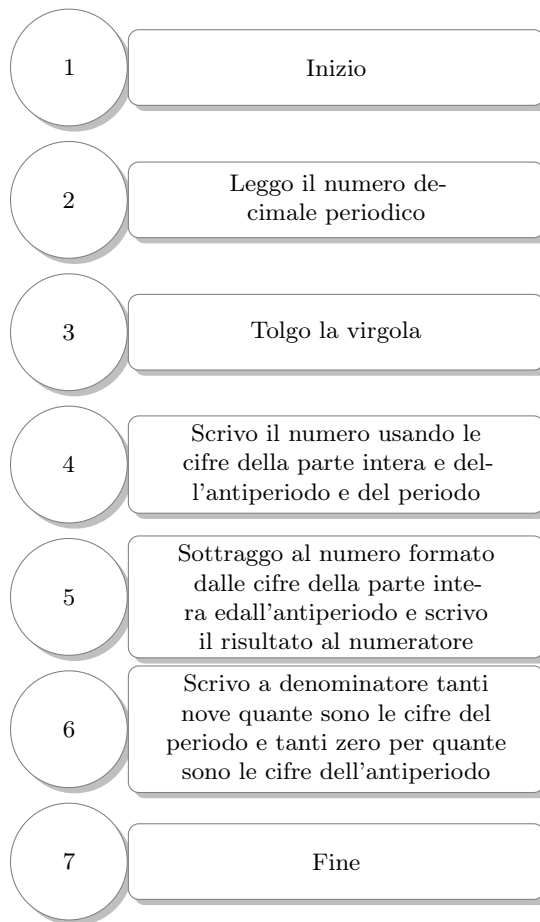 1
Inizio
2
Leggo il numero de-
cimale periodico
3
Tolgo la virgola
4
Scrivo il numero usando le
cifre della parte intera e del-
l'antiperiodo e del periodo
5
Sottraggo al numero formato
dalle cifre della parte inte-
ra edall'antiperiodo e scrivo
il risultato al numeratore
6
Scrivo a denominatore tanti
nove quante sono le cifre del
periodo e tanti zero per quante
sono le cifre dell'antiperiodo
7
Fine